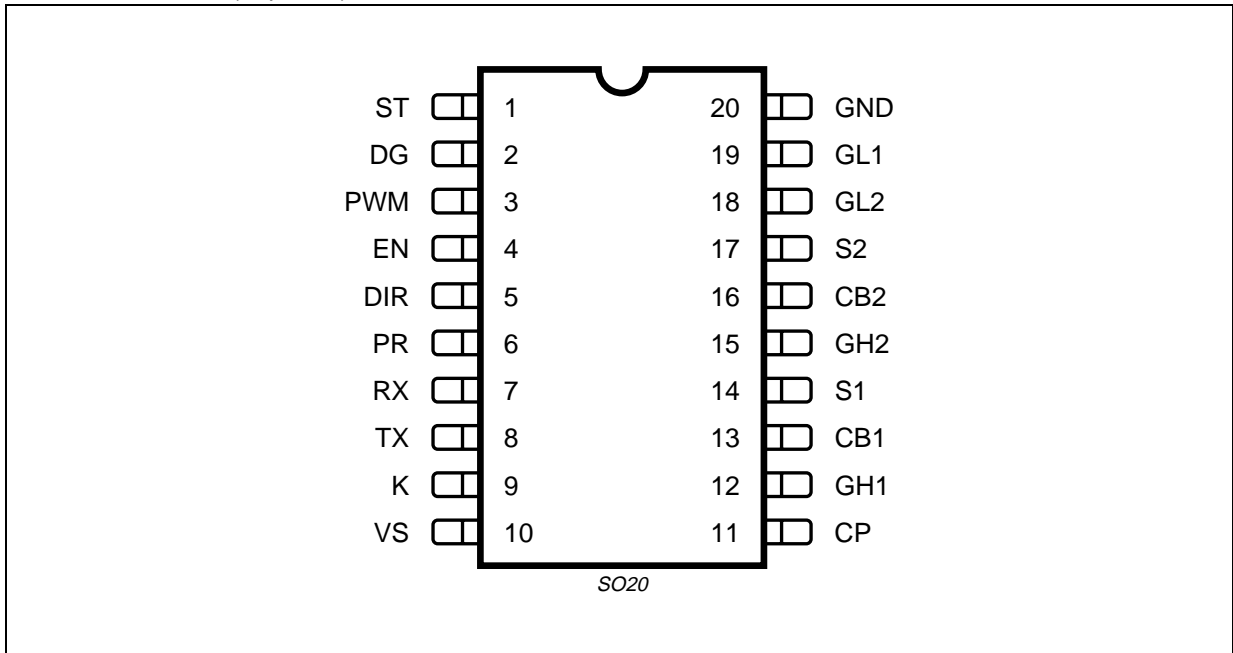 ST 1 20 GND
DG 2 19 GL1
PWM 3 18 GL2
EN 4 17 S2
DIR 5 16 CB2
PR 6 15 GH2
RX 7 14 S1
TX 8 13 CB1
K 9 12 GH1
VS 10 11 CP
SO20